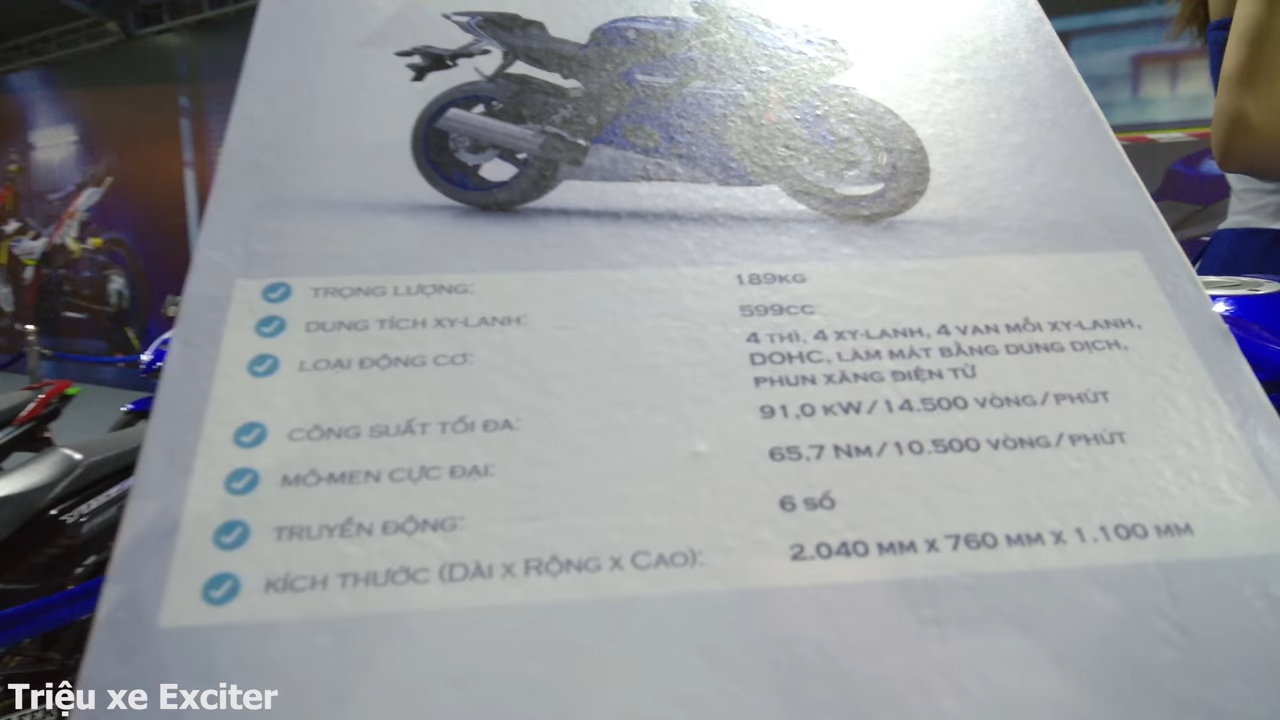 TRỌNG LƯỢNG: 189KG
DUNG TÍCH XY-LANH: 599CC
LOẠI ĐỘNG CƠ: 4 THÌ, 4 XY-LANH, 4 VAN MỖI XY-LANH,
DOHC, LÀM MÁT BẰNG DUNG DỊCH,
PHUN XĂNG ĐIỆN TỬ
CÔNG SUẤT TỐI ĐA: 91,0 KW/14.500 VÒNG/PHÚT
MÔ-MEN CỰC ĐẠI: 65,7 NM/10.500 VÒNG/PHÚT
TRUYỀN ĐỘNG: 6 SỐ
KÍCH THƯỚC (DÀI X RỘNG X CAO): 2.040 MM X 760 MM X 1.100 MM
Triệu xe Exciter